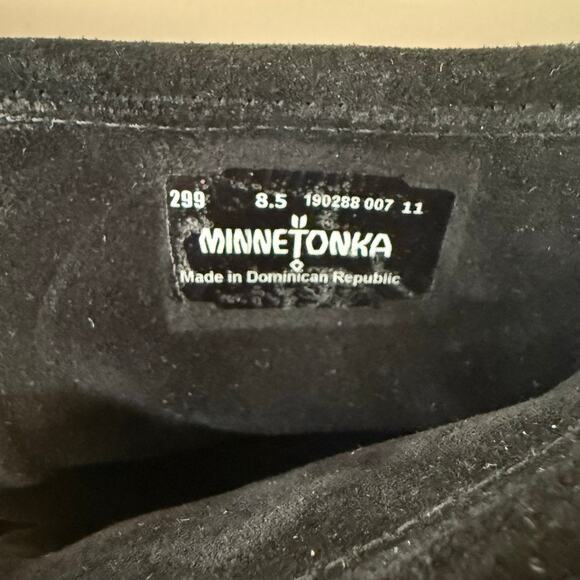 299 8.5 190288 007 11
MINNETONKA
Made in Dominican Republic